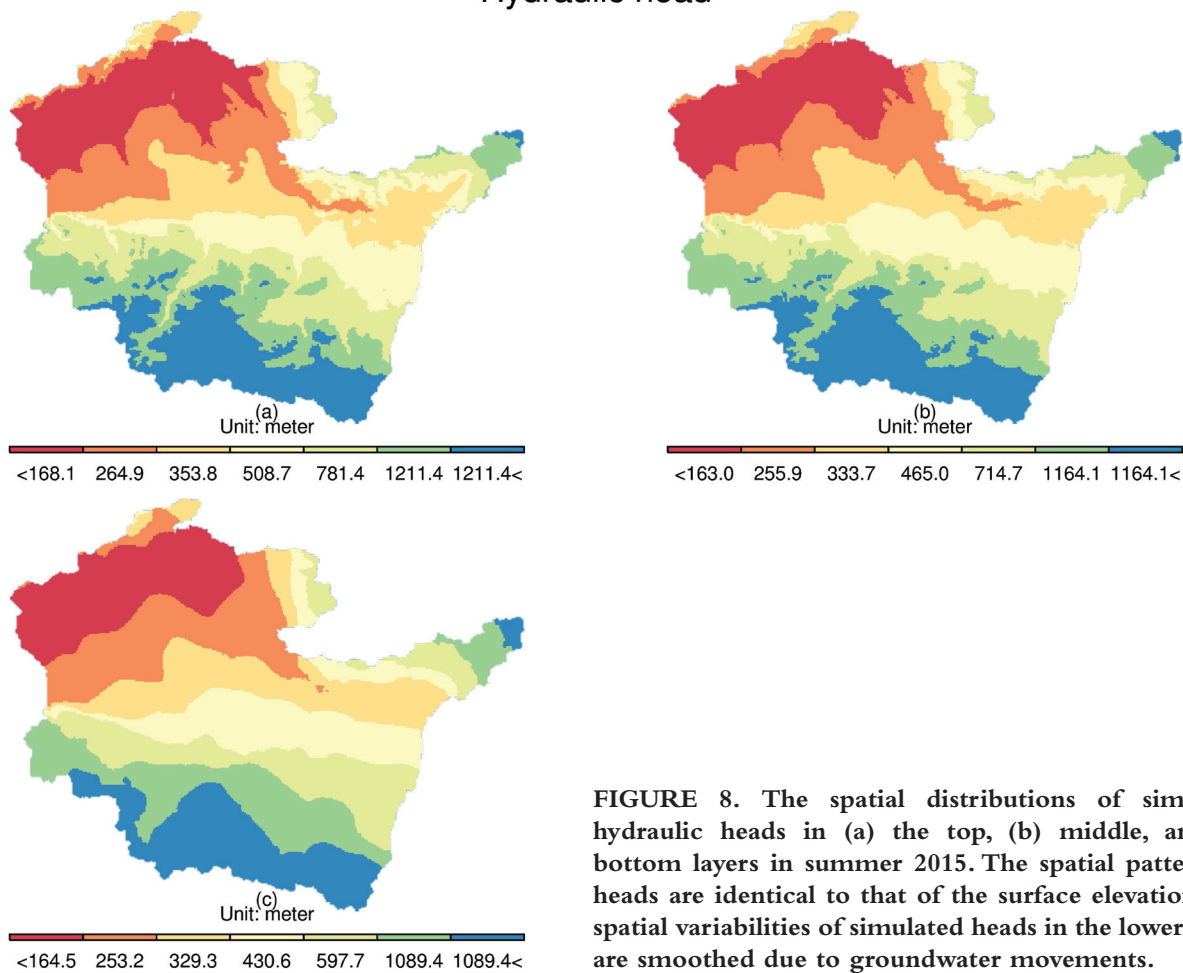 Hydraulic head
(a)
Unit: meter
<168.1 264.9 353.8 508.7 781.4 1211.4 1211.4<
(b)
Unit: meter
<163.0 255.9 333.7 465.0 714.7 1164.1 1164.1<
(c)
Unit: meter
<164.5 253.2 329.3 430.6 597.7 1089.4 1089.4<
FIGURE 8. The spatial distributions of sim
hydraulic heads in (a) the top, (b) middle, an
bottom layers in summer 2015. The spatial patte
heads are identical to that of the surface elevation
spatial variabilities of simulated heads in the lower
are smoothed due to groundwater movements.